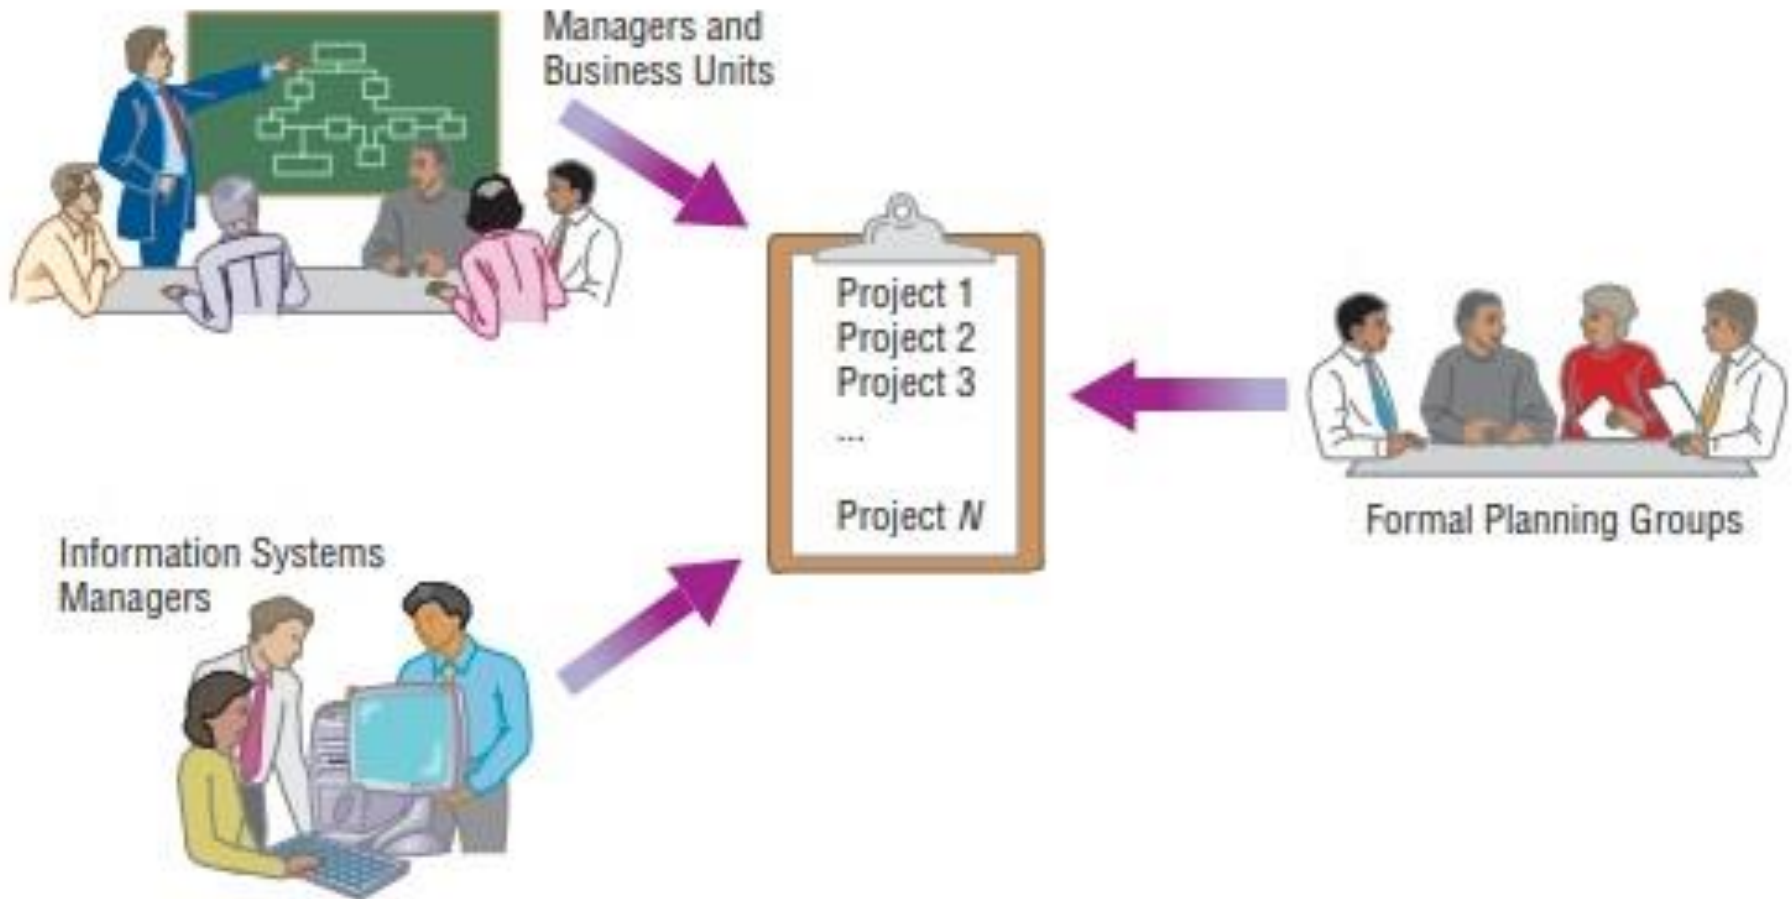 Managers and
Business Units
Project 1
Project 2
Project 3
...
Project N
Formal Planning Groups
Information Systems
Managers